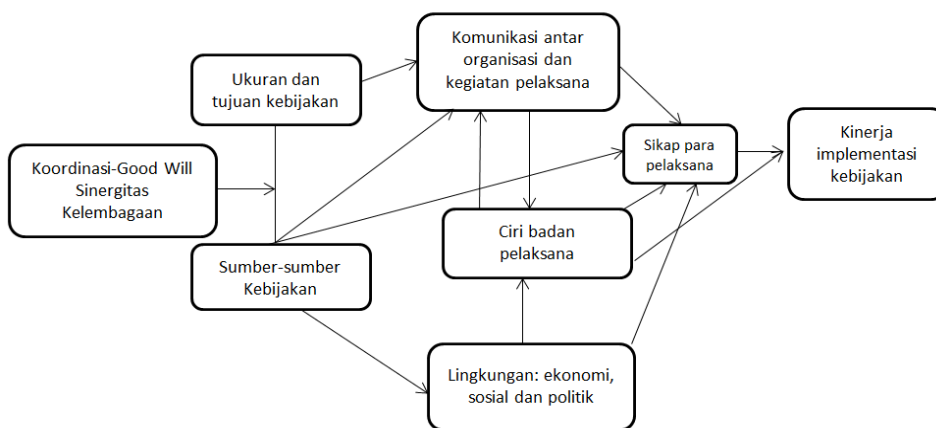 Komunikasi antar
organisasi dan
kegiatan pelaksana
Ukuran dan
tujuan kebijakan
Sikap para
pelaksana
Kinerja
implementasi
kebijakan
Koordinasi-Good Will
Sinergitas
Kelembagaan
Ciri badan
pelaksana
Sumber-sumber
Kebijakan
Lingkungan: ekonomi,
sosial dan politik